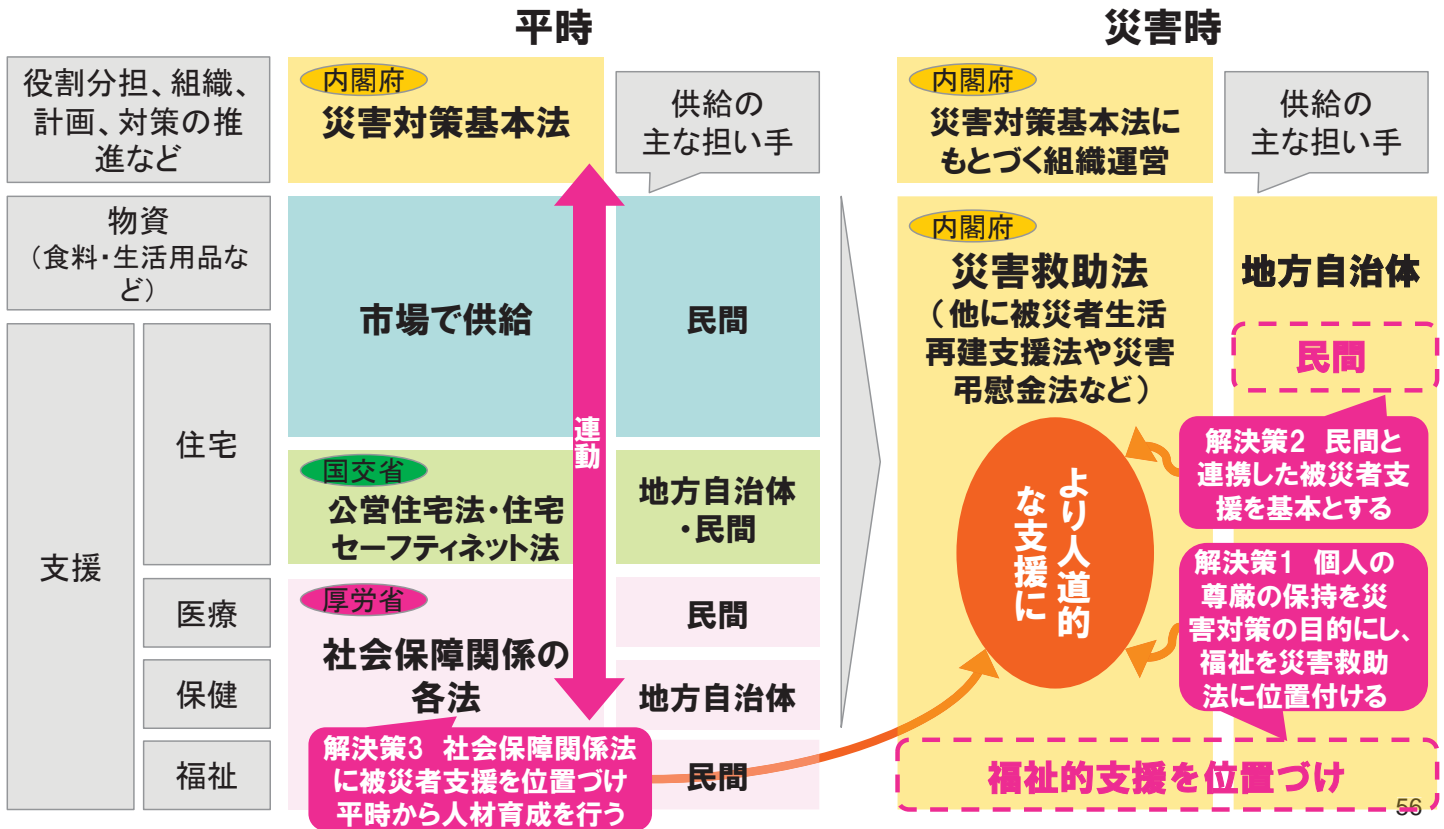 平時
災害時
役割分担、組織、
計画、対策の推
進など
内閣府
災害対策基本法
供給の
主な担い手
内閣府
災害対策基本法に
もとづく組織運営
供給の
主な担い手
物資
（食料・生活用品な
ど）
市場で供給
民間
連動
内閣府
災害救助法
（他に被災者生活
再建支援法や災害
弔慰金法など）
地方自治体
民間
支援
住宅
国交省
公営住宅法・住宅
セーフティネット法
地方自治体
・民間
より人道的
な支援に
解決策2 民間と
連携した被災者支
援を基本とする
医療
厚労省
社会保障関係の
各法
民間
解決策1 個人の
尊厳の保持を災
害対策の目的にし、
福祉を災害救助
法に位置付ける
保健
地方自治体
福祉
解決策3 社会保障関係法
に被災者支援を位置づけ
平時から人材育成を行う
民間
福祉的支援を位置づけ
56